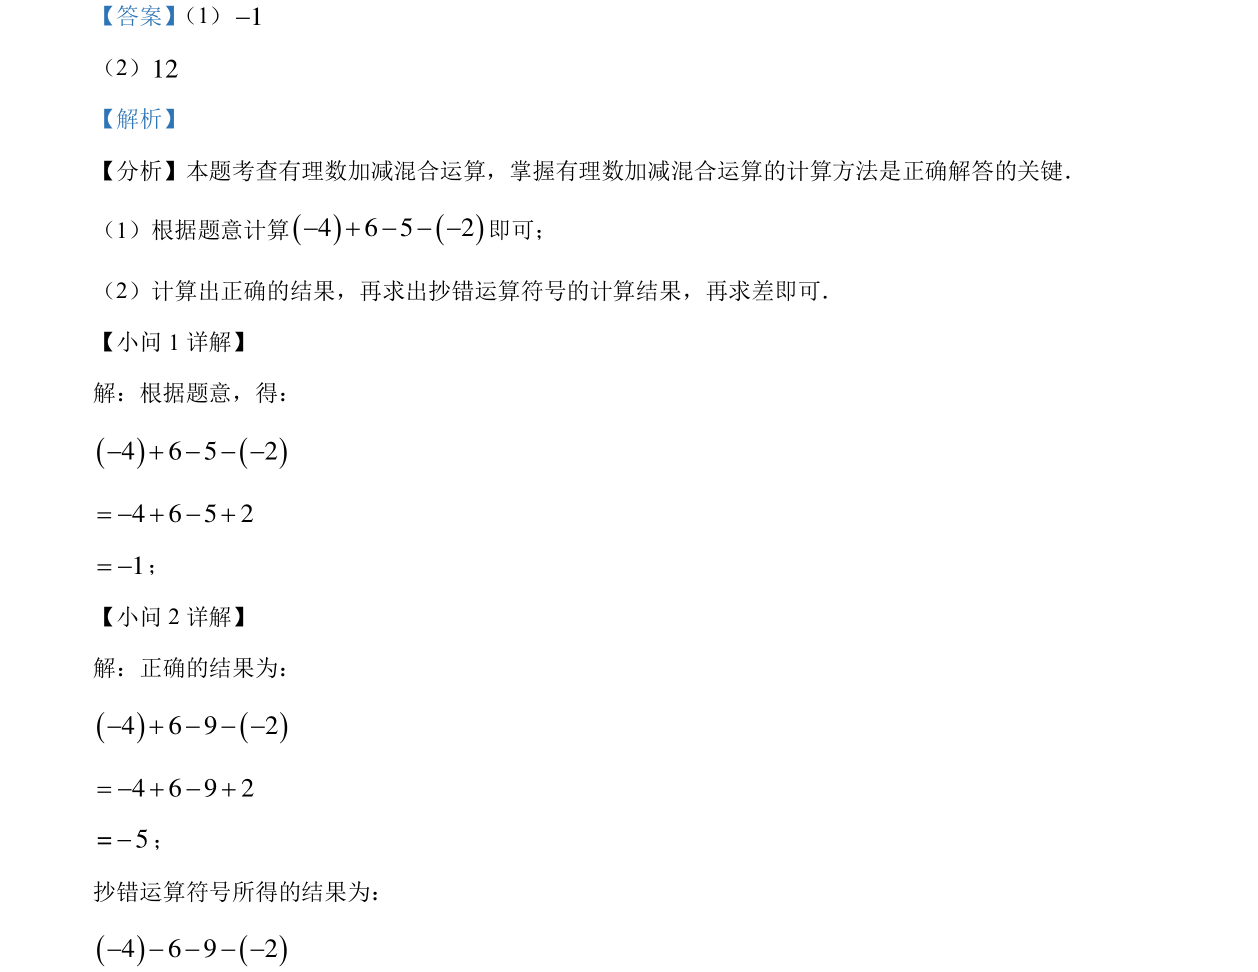 【答案】（1）−1
（2）12
【解析】
【分析】本题考查有理数加减混合运算，掌握有理数加减混合运算的计算方法是正确解答的关键．
（1）根据题意计算(−4)+6−5−(−2)即可；
（2）计算出正确的结果，再求出抄错运算符号的计算结果，再求差即可．
【小问 1 详解】
解：根据题意，得：
(−4)+6−5−(−2)
=−4+6−5+2
=−1；
【小问 2 详解】
解：正确的结果为：
(−4)+6−9−(−2)
=−4+6−9+2
=−5；
抄错运算符号所得的结果为：
(−4)−6−9−(−2)